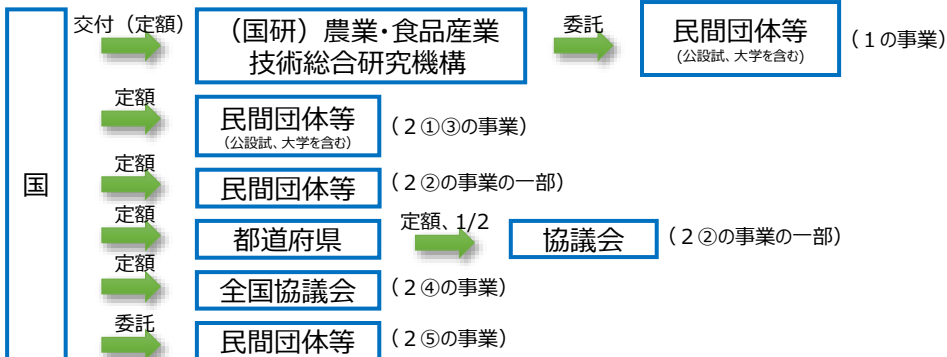 国
交付（定額）
（国研）農業・食品産業
技術総合研究機構
委託
民間団体等
(公設試、大学を含む)
（１の事業）
定額
民間団体等
(公設試、大学を含む)
（２①③の事業）
定額
民間団体等
（２②の事業の一部）
定額
都道府県
定額、1/2
協議会
（２②の事業の一部）
定額
全国協議会
（２④の事業）
委託
民間団体等
（２⑤の事業）